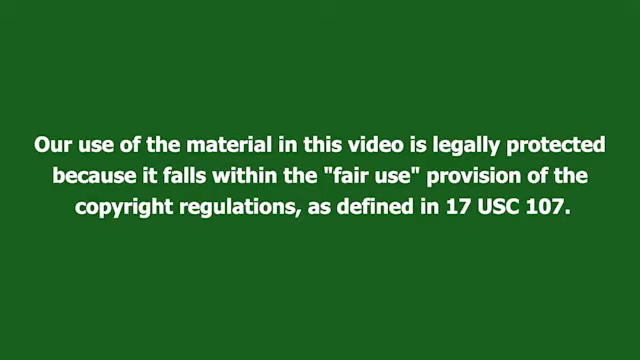 Our use of the material in this video is legally protected
because it falls within the "fair use" provision of the
copyright regulations, as defined in 17 USC 107.